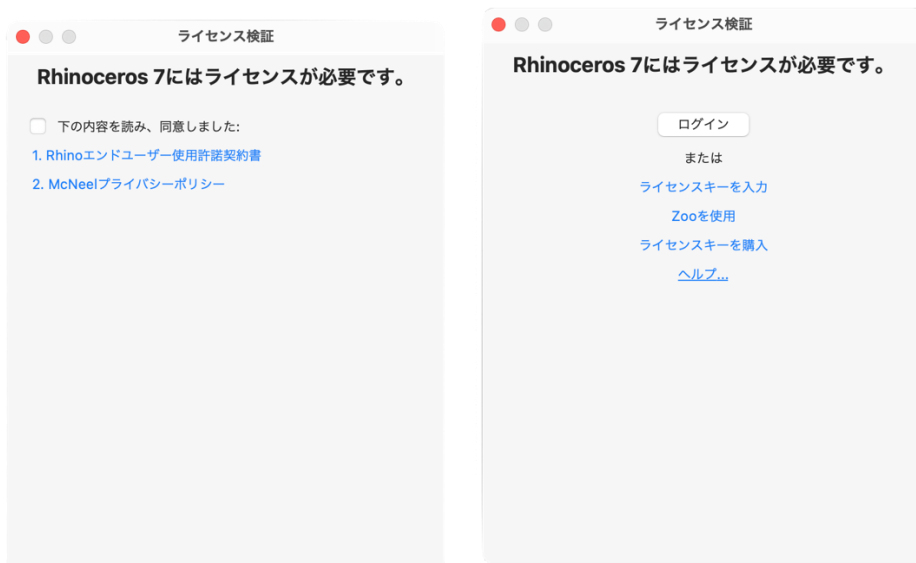 ライセンス検証
Rhinoceros 7にはライセンスが必要です。
下の内容を読み、同意しました:
1. Rhinoエンドユーザー使用許諾契約書
2. McNeelプライバシーポリシー
ライセンス検証
Rhinoceros 7にはライセンスが必要です。
ログイン
または
ライセンスキーを入力
Zooを使用
ライセンスキーを購入
ヘルプ...